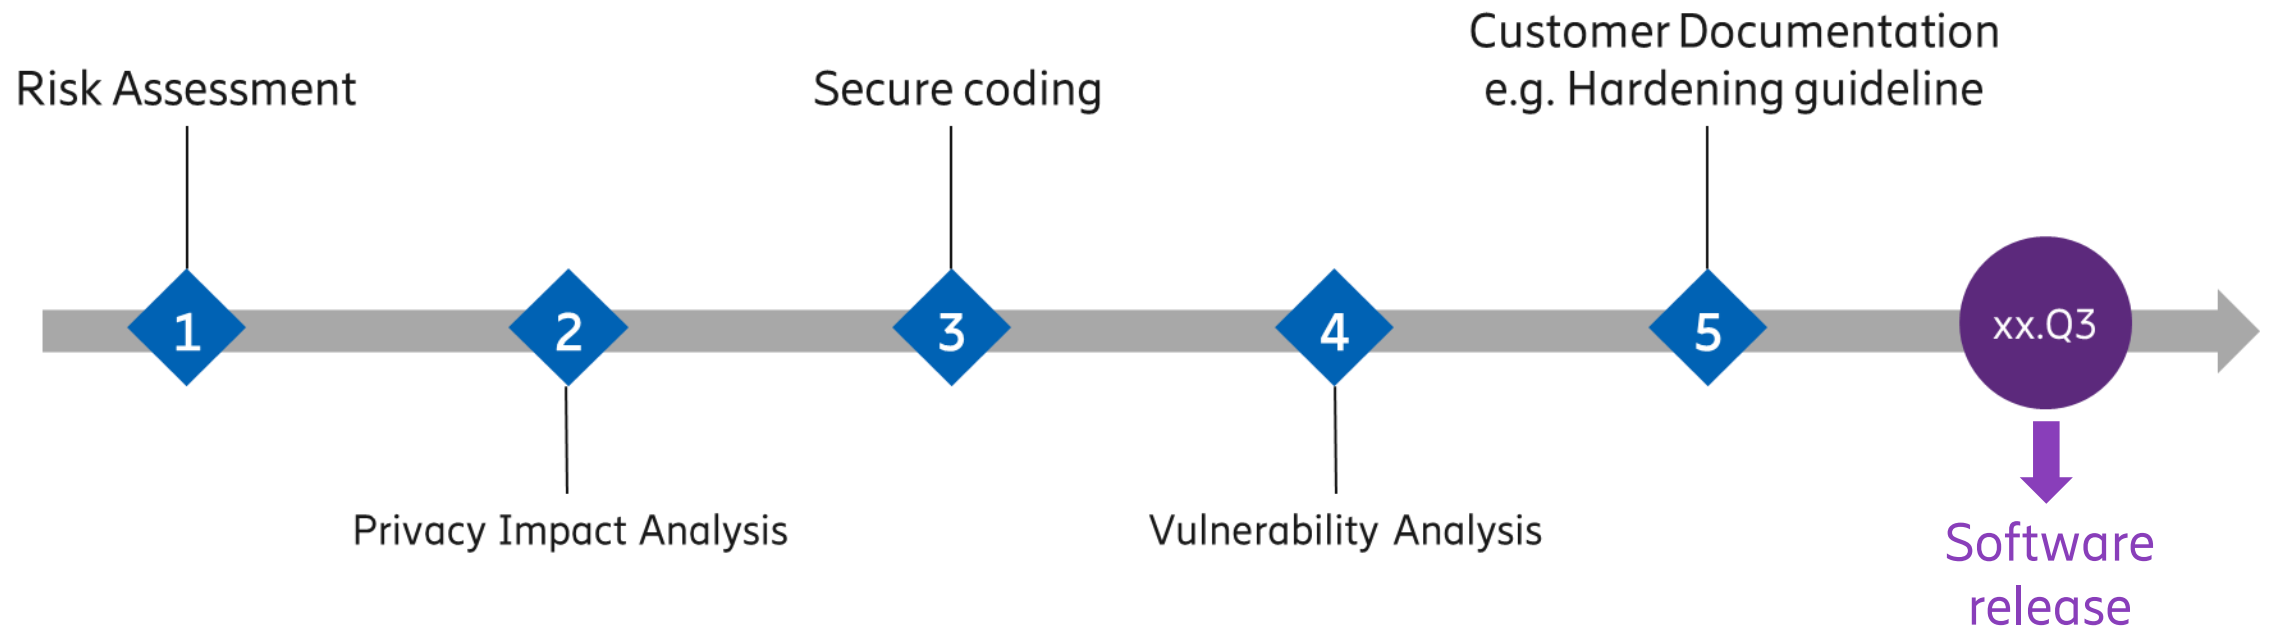 Customer Documentation
Risk Assessment
Secure coding
e.g. Hardening guideline
1
2
3
4
5
xx.Q3
Privacy Impact Analysis
Vulnerability Analysis
Software
release